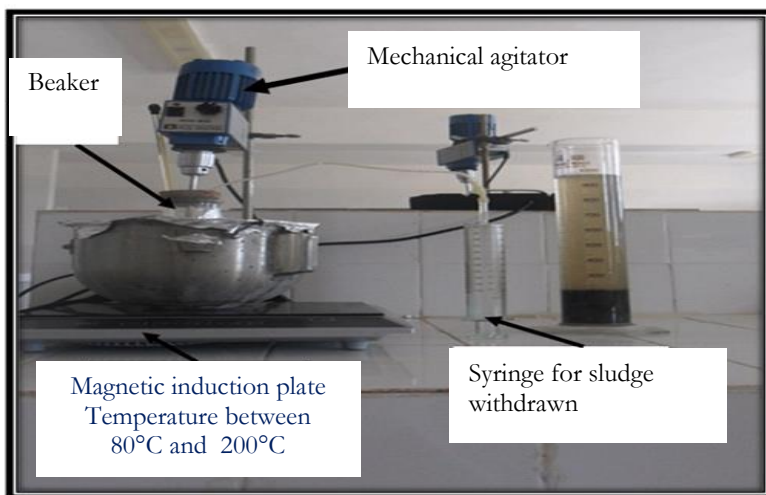 Mechanical agitator
Beaker
Magnetic induction plate
Temperature between
80°C and 200°C
Syringe for sludge
withdrawn